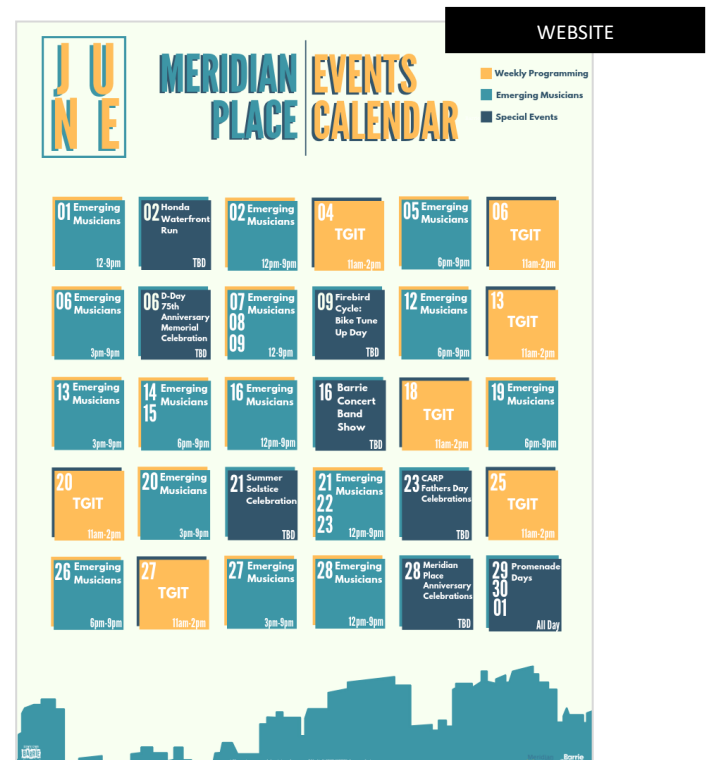 WEBSITE
JU
NE
MERIDIAN
PLACE
EVENTS
CALENDAR
Weekly Programming
Emerging Musicians
Special Events
01 Emerging
Musicians
12-9pm
02 Honda
Waterfront
Run
TBD
02 Emerging
Musicians
12pm-9pm
04
TGIT
11am-2pm
05 Emerging
Musicians
6pm-9pm
06
TGIT
11am-2pm
06 Emerging
Musicians
3pm-9pm
06 D-Day
75th
Anniversary
Memorial
Celebration
TBD
07 Emerging
Musicians
08
09
12-9pm
09 Firebird
Cycle:
Bike Tune
Up Day
TBD
12 Emerging
Musicians
6pm-9pm
13
TGIT
11am-2pm
13 Emerging
Musicians
3pm-9pm
14 Emerging
15 Musicians
6pm-9pm
16 Emerging
Musicians
12pm-9pm
16 Barrie
Concert
Band
Show
TBD
18
TGIT
11am-2pm
19 Emerging
Musicians
6pm-9pm
20
TGIT
11am-2pm
20 Emerging
Musicians
3pm-9pm
21 Summer
Solstice
Celebration
TBD
21 Emerging
Musicians
22
23
12pm-9pm
23 CARP
Fathers Day
Celebrations
TBD
25
TGIT
11am-2pm
26 Emerging
Musicians
6pm-9pm
27
TGIT
11am-2pm
27 Emerging
Musicians
3pm-9pm
28 Emerging
Musicians
12pm-9pm
28 Meridian
Place
Anniversary
Celebrations
TBD
29 Promenade
Days
30
01
All Day
BARRIE
Barrie